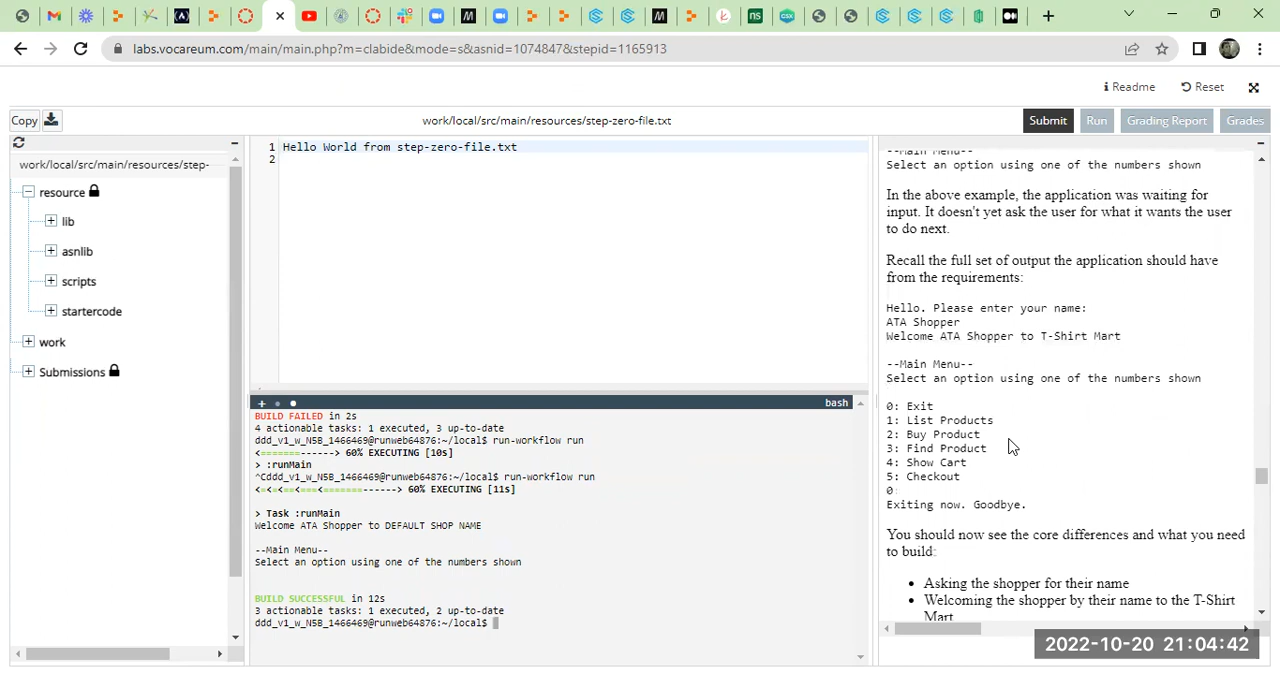 labs.vocareum.com/main/main.php?m=clabide&mode=s&asnid=1074847&stepid=1165913
Readme
Reset
Copy
work/local/src/main/resources/step-zero-file.txt
Submit
Run
Grading Report
Grades
work/local/src/main/resources/step-
resource
lib
asnlib
scripts
startercode
work
Submissions
1 Hello World from step-zero-file.txt
2
bash
BUILD FAILED in 2s
4 actionable tasks: 1 executed, 3 up-to-date
ddd_v1_w_N5B_1466469@runweb64876:~/local$ run-workflow run
<=======------> 60% EXECUTING [10s]
> :runMain
^Cddd_v1_w_N5B_1466469@runweb64876:~/local$ run-workflow run
<=<=<==<===<=======------> 60% EXECUTING [11s]
> Task :runMain
Welcome ATA Shopper to DEFAULT SHOP NAME
--Main Menu--
Select an option using one of the numbers shown
BUILD SUCCESSFUL in 12s
3 actionable tasks: 1 executed, 2 up-to-date
ddd_v1_w_N5B_1466469@runweb64876:~/local$
--Main Menu--
Select an option using one of the numbers shown
In the above example, the application was waiting for
input. It doesn't yet ask the user for what it wants the user
to do next.
Recall the full set of output the application should have
from the requirements:
Hello. Please enter your name:
ATA Shopper
Welcome ATA Shopper to T-Shirt Mart
--Main Menu--
Select an option using one of the numbers shown
0: Exit
1: List Products
2: Buy Product
3: Find Product
4: Show Cart
5: Checkout
0
Exiting now. Goodbye.
You should now see the core differences and what you need
to build:
• Asking the shopper for their name
• Welcoming the shopper by their name to the T-Shirt
Mart
2022-10-20 21:04:42